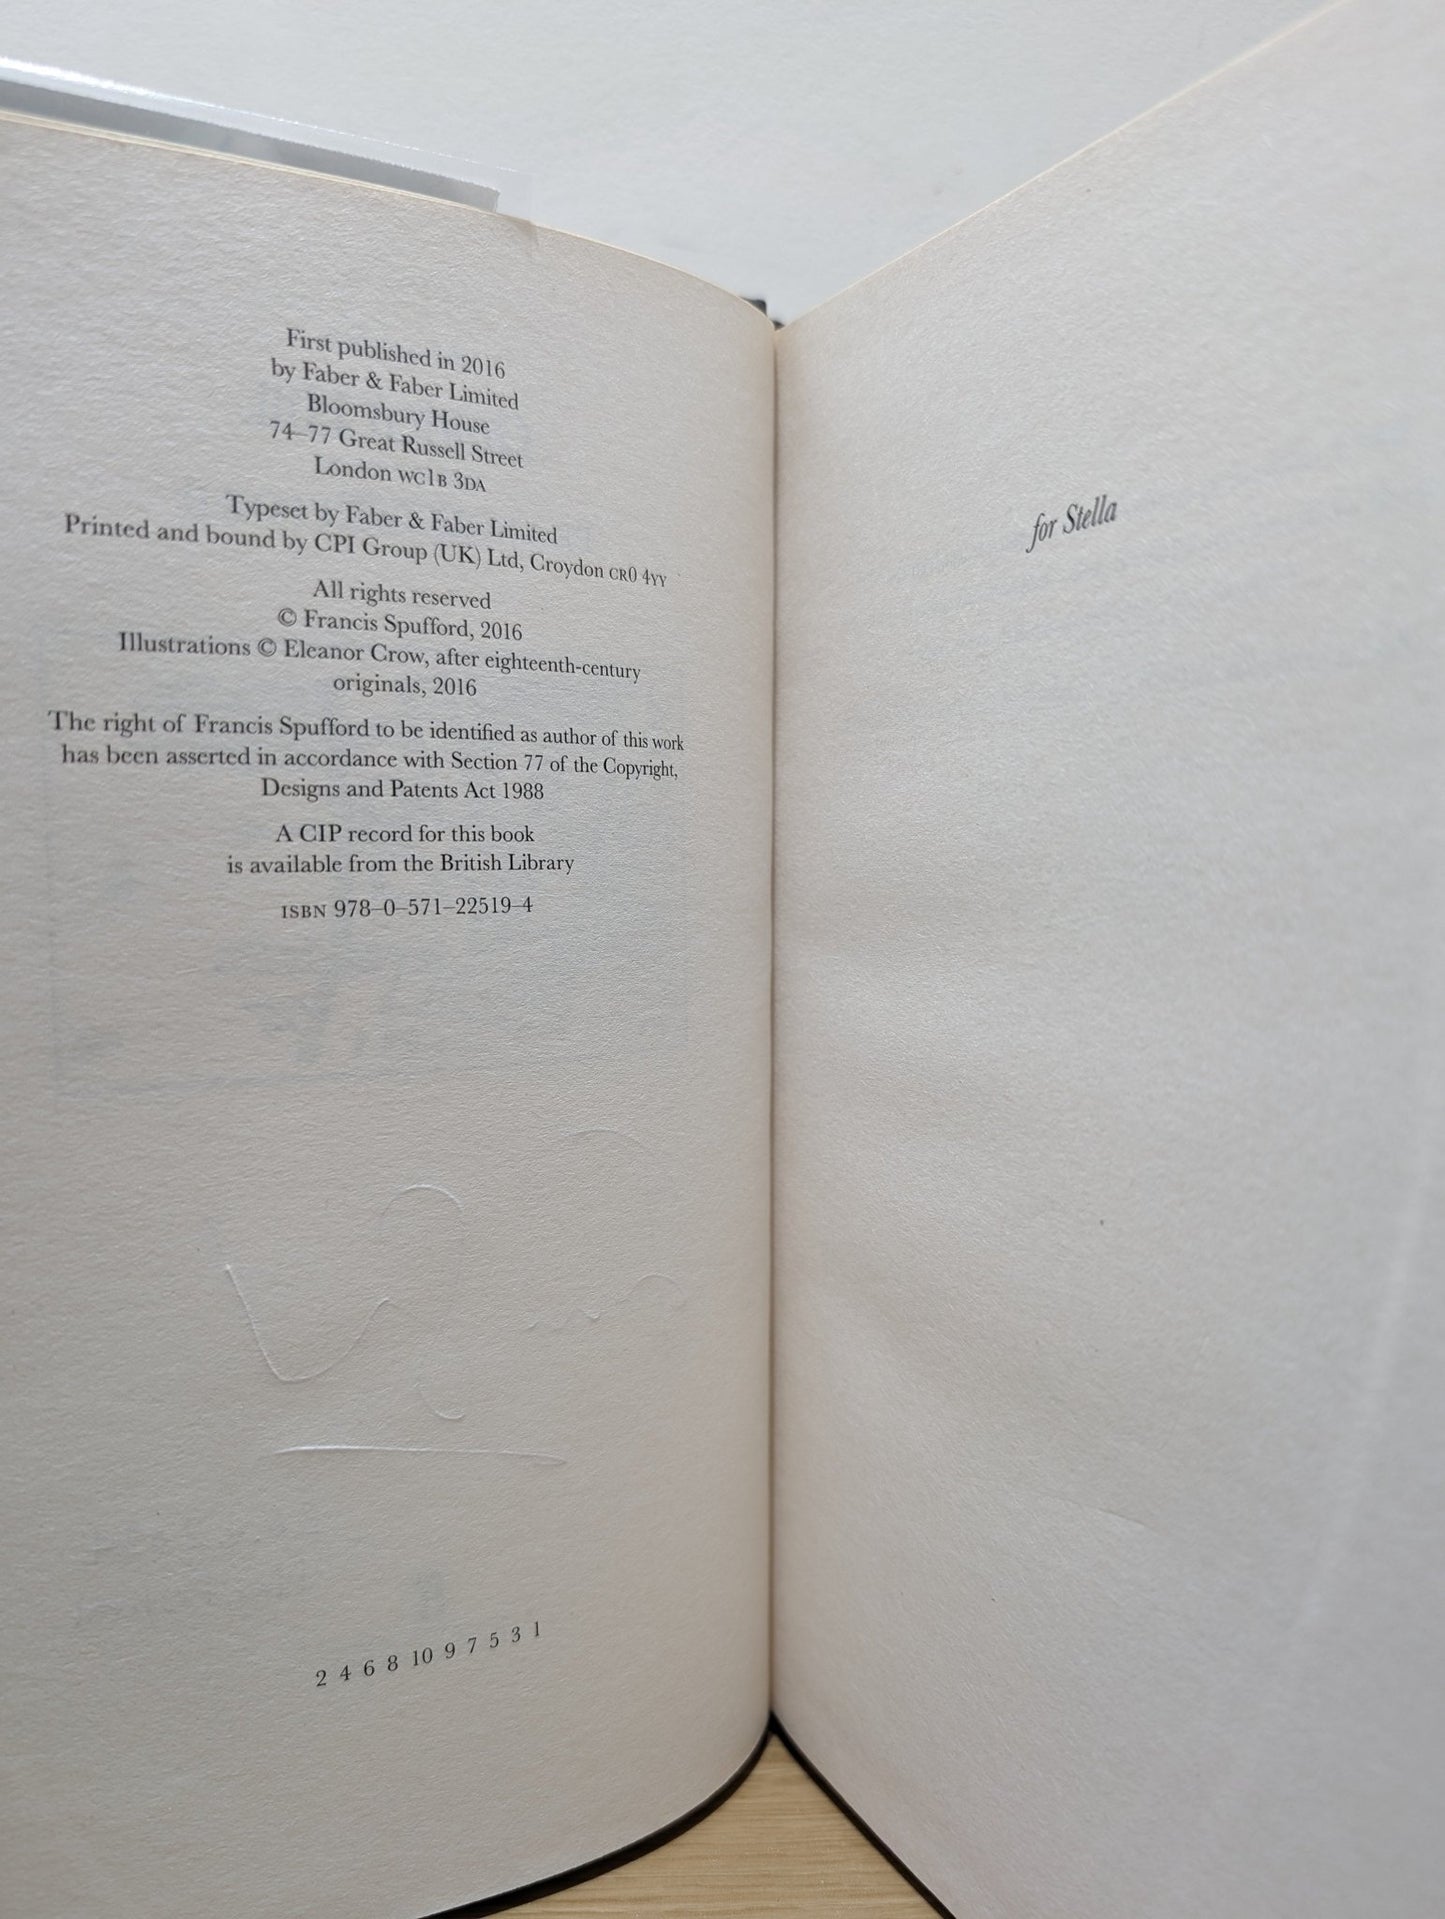 First published in 2016
by Faber & Faber Limited
Bloomsbury House
74–77 Great Russell Street
London WC1B 3DA
Typeset by Faber & Faber Limited
Printed and bound by CPI Group (UK) Ltd, Croydon CR0 4YY
All rights reserved
© Francis Spufford, 2016
Illustrations © Eleanor Crow, after eighteenth-century
originals, 2016
The right of Francis Spufford to be identified as author of this work
has been asserted in accordance with Section 77 of the Copyright,
Designs and Patents Act 1988
A CIP record for this book
is available from the British Library
ISBN 978–0–571–22519–4
2 4 6 8 10 9 7 5 3 1
for Stella